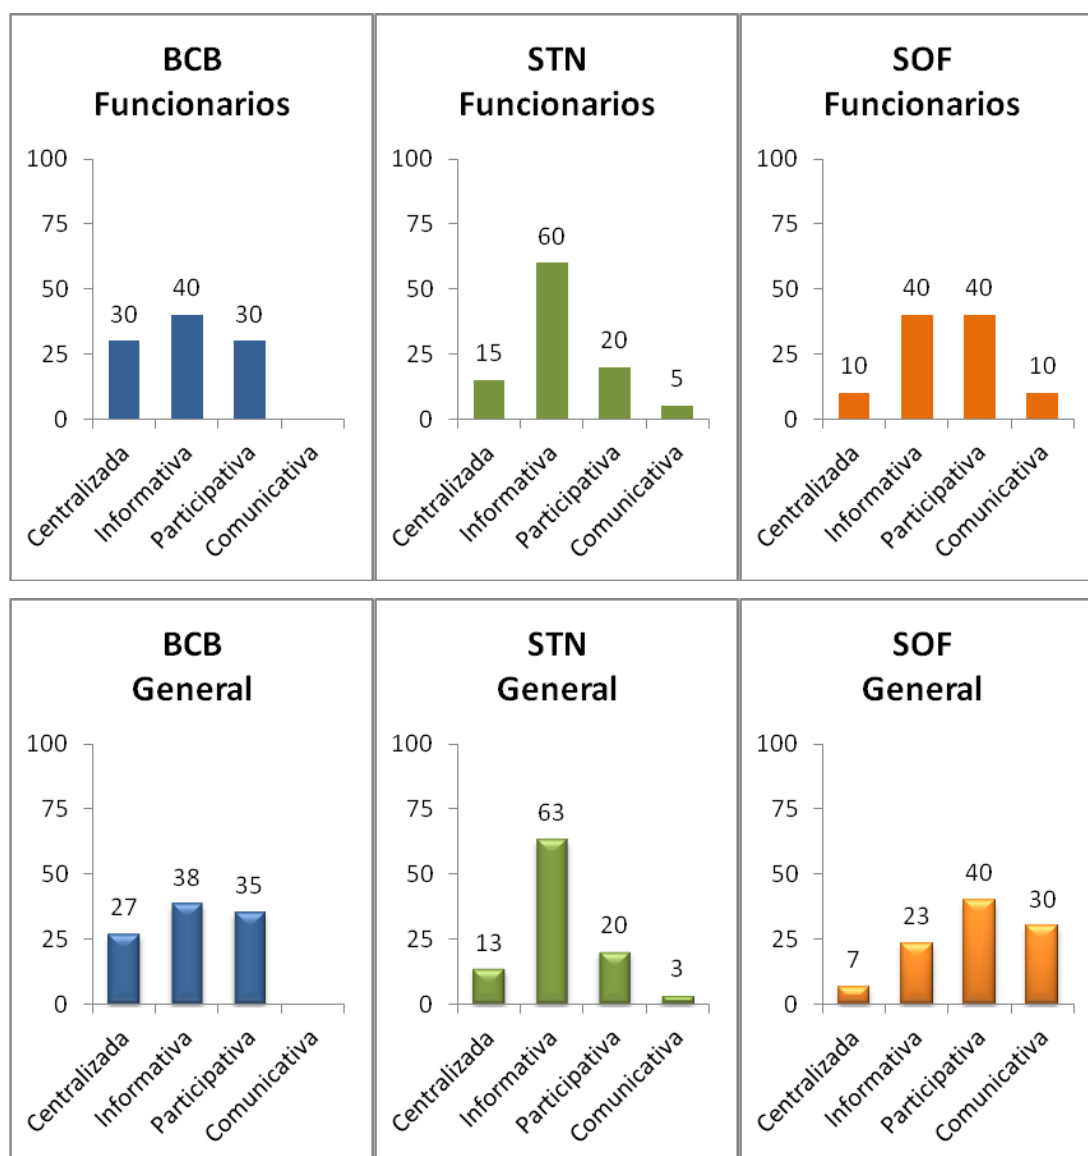 BCB
Funcionarios
100
75
50
25
0
30
40
30
Centralizada
Informativa
Participativa
Comunicativa
STN
Funcionarios
100
75
50
25
0
15
60
20
5
Centralizada
Informativa
Participativa
Comunicativa
SOF
Funcionarios
100
75
50
25
0
10
40
40
10
Centralizada
Informativa
Participativa
Comunicativa
BCB
General
100
75
50
25
0
27
38
35
Centralizada
Informativa
Participativa
Comunicativa
STN
General
100
75
50
25
0
13
63
20
3
Centralizada
Informativa
Participativa
Comunicativa
SOF
General
100
75
50
25
0
7
23
40
30
Centralizada
Informativa
Participativa
Comunicativa